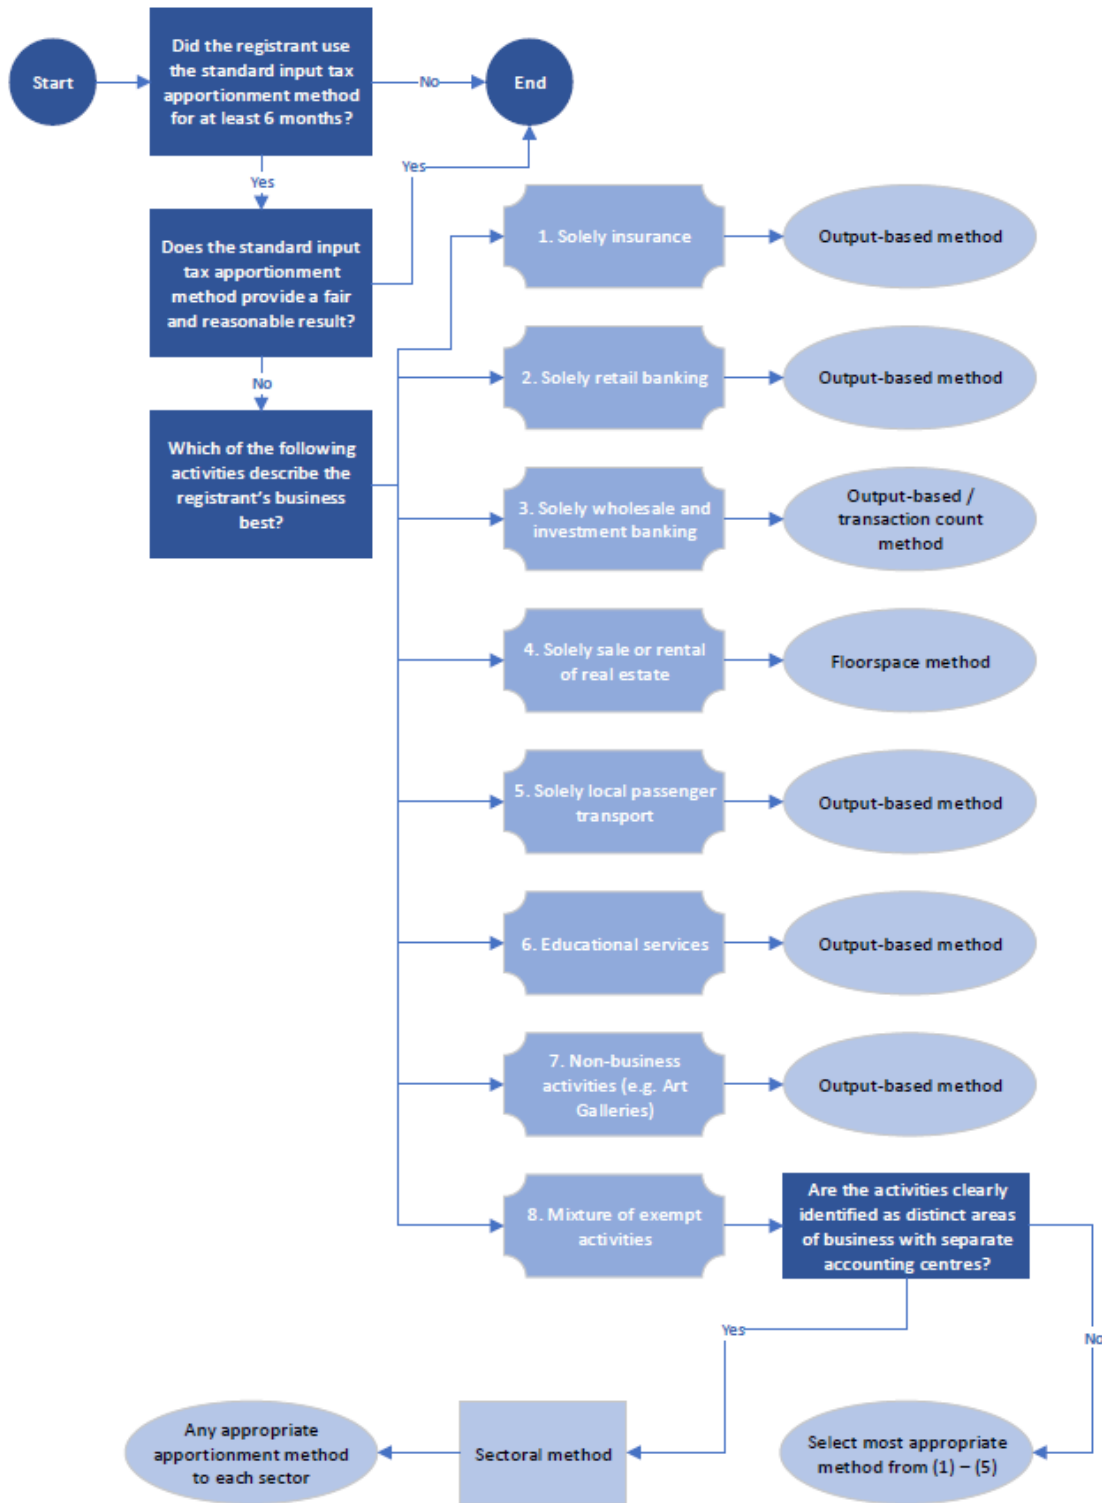 Start
Did the registrant use
the standard input tax
apportionment method
for at least 6 months?
No
End
Yes
Yes
Does the standard input
tax apportionment
method provide a fair
and reasonable result?
No
Which of the following
activities describe the
registrant's business
best?
1. Solely insurance
Output-based method
2. Solely retail banking
Output-based method
3. Solely wholesale and
investment banking
Output-based /
transaction count
method
4. Solely sale or rental
of real estate
Floorspace method
5. Solely local passenger
transport
Output-based method
6. Educational services
Output-based method
7. Non-business
activities (e.g. Art
Galleries)
Output-based method
8. Mixture of exempt
activities
Are the activities clearly
identified as distinct areas
of business with separate
accounting centres?
Yes
No
Any appropriate
apportionment method
to each sector
Sectoral method
Select most appropriate
method from (1) – (5)